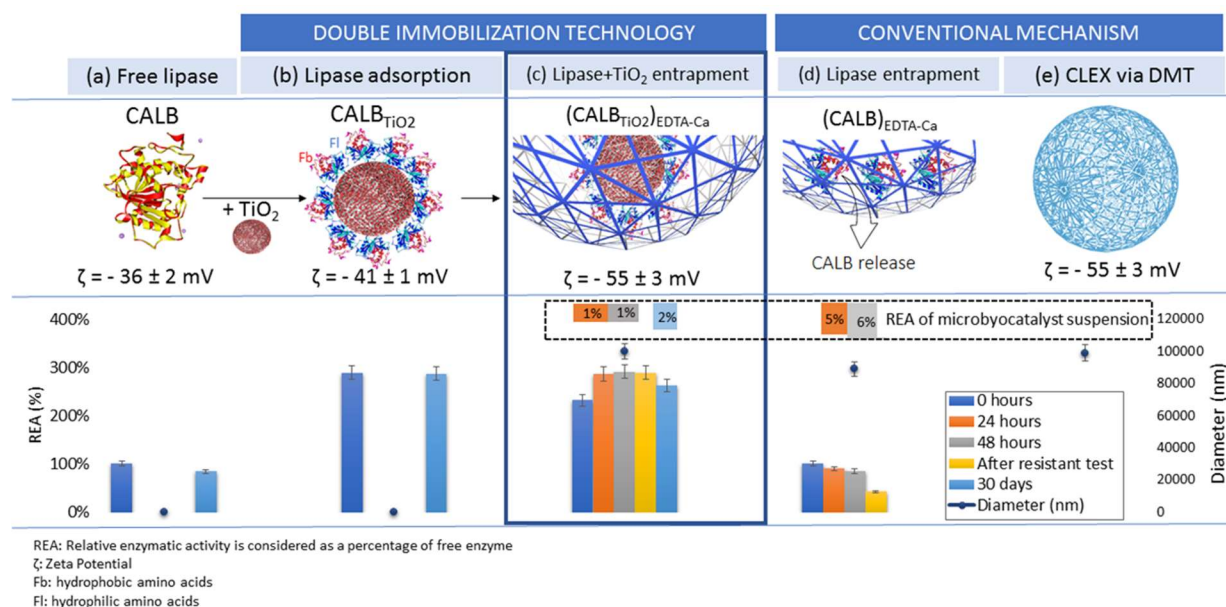 DOUBLE IMMOBILIZATION TECHNOLOGY
CONVENTIONAL MECHANISM
(a) Free lipase
(b) Lipase adsorption
(c) Lipase+TiO2 entrapment
(d) Lipase entrapment
(e) CLEX via DMT
CALB
CALBTiO2
(CALBTiO2)EDTA-Ca
(CALB)EDTA-Ca
Fb
Fl
+ TiO2
CALB release
ζ = - 36 ± 2 mV
ζ = - 41 ± 1 mV
ζ = - 55 ± 3 mV
ζ = - 55 ± 3 mV
400%
300%
200%
100%
0%
REA (%)
1%
1%
2%
5%
6%
REA of microbyocatalyst suspension
0 hours
24 hours
48 hours
After resistant test
30 days
Diameter (nm)
120000
100000
80000
60000
40000
20000
0
Diameter (nm)
REA: Relative enzymatic activity is considered as a percentage of free enzyme
ζ: Zeta Potential
Fb: hydrophobic amino acids
Fl: hydrophilic amino acids